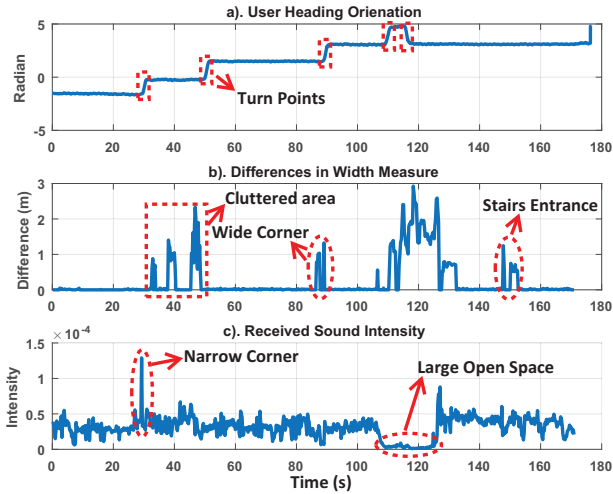 a). User Heading Orienation
5
0
-5
Radian
Turn Points
0 20 40 60 80 100 120 140 160 180
b). Differences in Width Measure
3
2
1
0
Difference (m)
Cluttered area
Wide Corner
Stairs Entrance
0 20 40 60 80 100 120 140 160 180
c). Received Sound Intensity
× 10⁻⁴
1.5
1
0.5
0
Intensity
Narrow Corner
Large Open Space
0 20 40 60 80 100 120 140 160 180
Time (s)